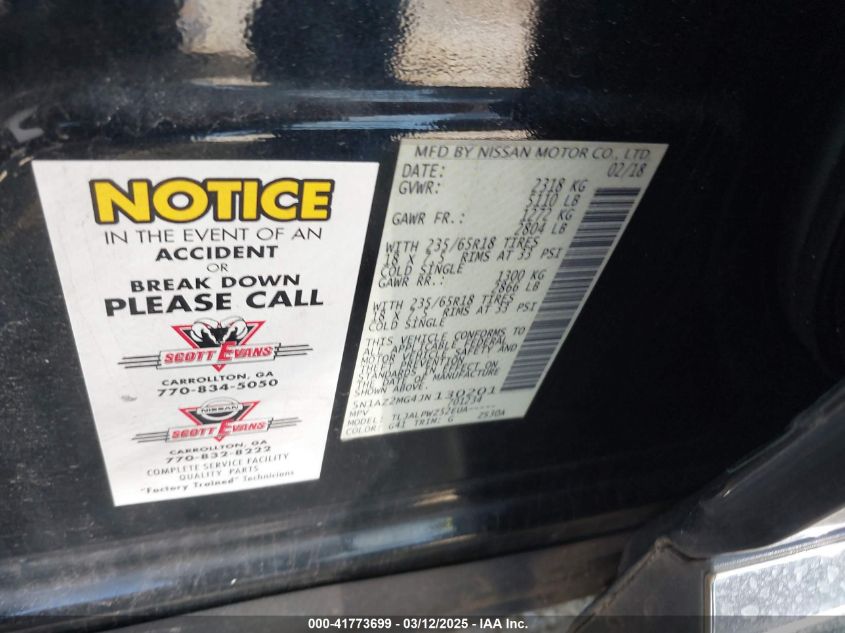 NOTICE
IN THE EVENT OF AN
ACCIDENT
OR
BREAK DOWN
PLEASE CALL
SCOTT EVANS
CARROLLTON, GA
770-834-5050
NISSAN
SCOTT EVANS
CARROLLTON, GA
770-832-8222
COMPLETE SERVICE FACILITY
QUALITY PARTS
"Factory Trained" Technicians
MFD BY NISSAN MOTOR CO., LTD.
DATE: 02/18
GVWR: 2318 KG
5110 LB
GAWR FR.: 1272 KG
2804 LB
WITH 235/65R18 TIRES
18 X 7.5 RIMS AT 33 PSI
COLD SINGLE
GAWR RR.: 1300 KG
2866 LB
WITH 235/65R18 TIRES
18 X 7.5 RIMS AT 33 PSI
COLD SINGLE
THIS VEHICLE CONFORMS TO
ALL APPLICABLE FEDERAL
MOTOR VEHICLE SAFETY AND
THEFT PREVENTION
STANDARDS IN EFFECT ON
THE DATE OF MANUFACTURE
SHOWN ABOVE.
5N1AZ2MG4JN130201
MPV 701234
MODEL: TLJALPWZ52EUA-----
COLOR: G41 TRIM: G 2530A
000-41773699 — 03/12/2025 — IAA Inc.